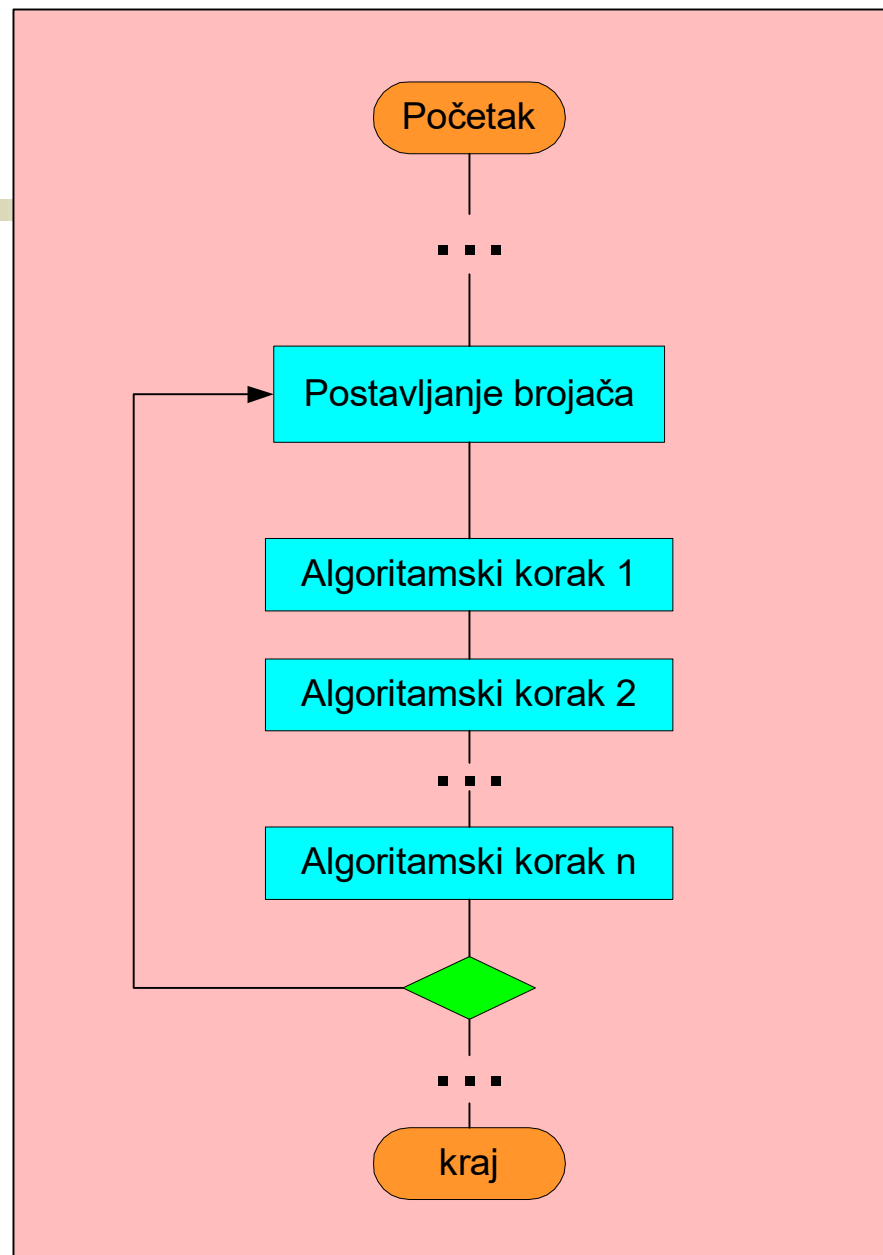 Početak
...
Postavljanje brojača
Algoritamski korak 1
Algoritamski korak 2
...
Algoritamski korak n
...
kraj